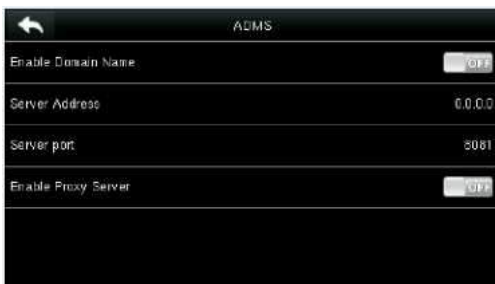 ADMS
Enable Domain Name OFF
Server Address 0.0.0.0
Server port 8081
Enable Proxy Server OFF